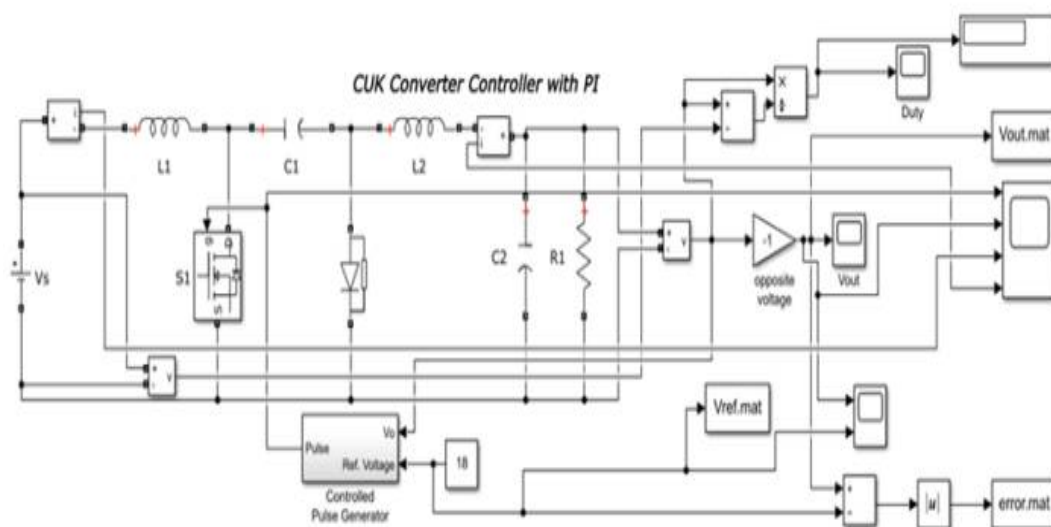 CUK Converter Controller with PI
Duty
Vout.mat
L1
C1
L2
Vs
S1
g
D
S
C2
R1
v
-1
opposite
voltage
Vout
v
Vref.mat
Vo
Pulse
Ref. Voltage
18
Controlled
Pulse Generator
|u|
error.mat